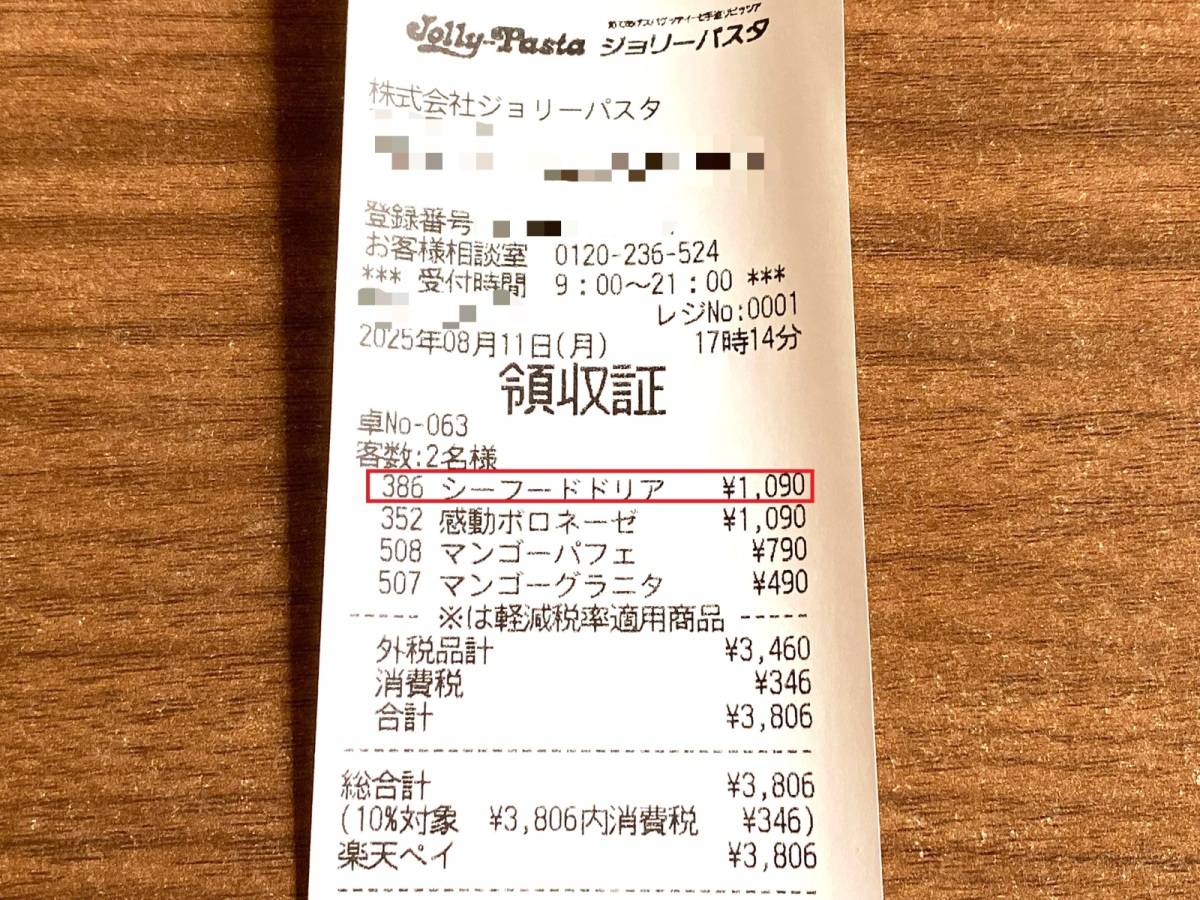 Jolly-Pasta ジョリーパスタ
株式会社ジョリーパスタ
登録番号
お客様相談室 0120-236-524
*** 受付時間 9:00～21:00 ***
レジNo:0001
2025年08月11日(月) 17時14分
領収証
卓No-063
客数:2名様
386 シーフードドリア ¥1,090
352 感動ボロネーゼ ¥1,090
508 マンゴーパフェ ¥790
507 マンゴーグラニタ ¥490
----- ※は軽減税率適用商品 -----
外税品計 ¥3,460
消費税 ¥346
合計 ¥3,806
総合計 ¥3,806
(10%対象 ¥3,806内消費税 ¥346)
楽天ペイ ¥3,806